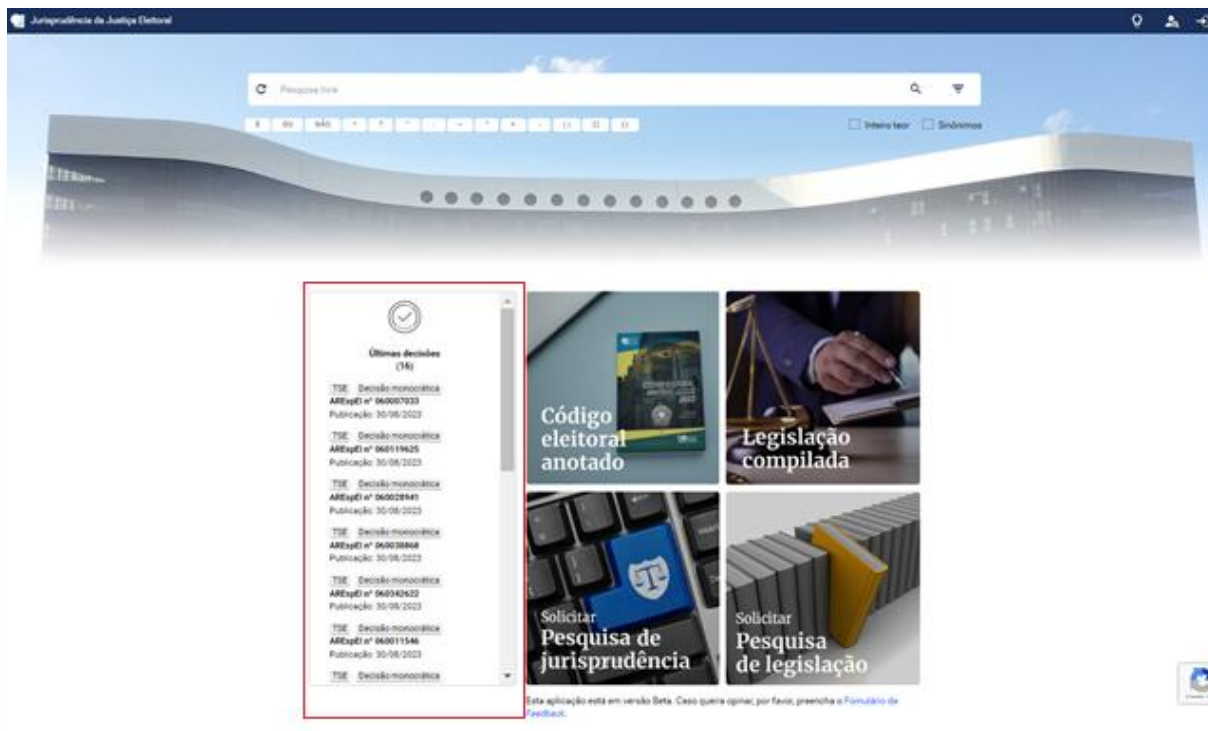 Jurisprudência da Justiça Eleitoral
Pesquisa livre
E OU NÃO
Inteiro teor Sinônimos
Últimas decisões
(16)
TSE Decisão monocrática
AREspEl nº 060007033
Publicação: 30/08/2023
TSE Decisão monocrática
AREspEl nº 060119625
Publicação: 30/08/2023
TSE Decisão monocrática
AREspEl nº 060028941
Publicação: 30/08/2023
TSE Decisão monocrática
AREspEl nº 060038868
Publicação: 30/08/2023
TSE Decisão monocrática
AREspEl nº 060342622
Publicação: 30/08/2023
TSE Decisão monocrática
AREspEl nº 060011546
Publicação: 30/08/2023
TSE Decisão monocrática
Código
eleitoral
anotado
Legislação
compilada
Solicitar
Pesquisa de
jurisprudência
Solicitar
Pesquisa
de legislação
Esta aplicação está em versão Beta. Caso queira opinar, por favor, preencha o Formulário de
Feedback.